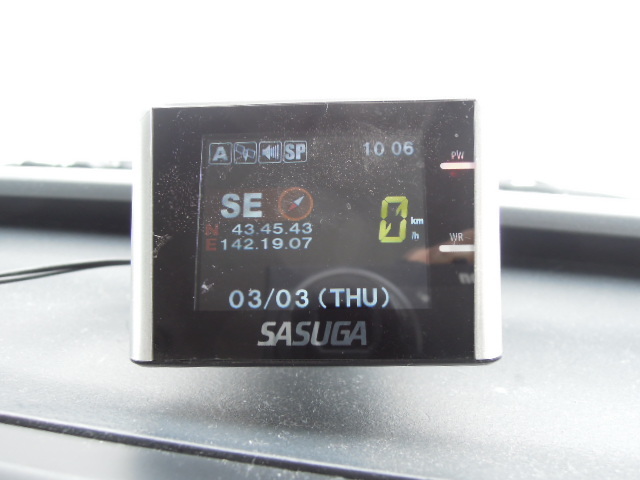 A SP 10 06
PW
SE
N 43.45.43
E 142.19.07
0 km/h
WR
03/03(THU)
SASUGA